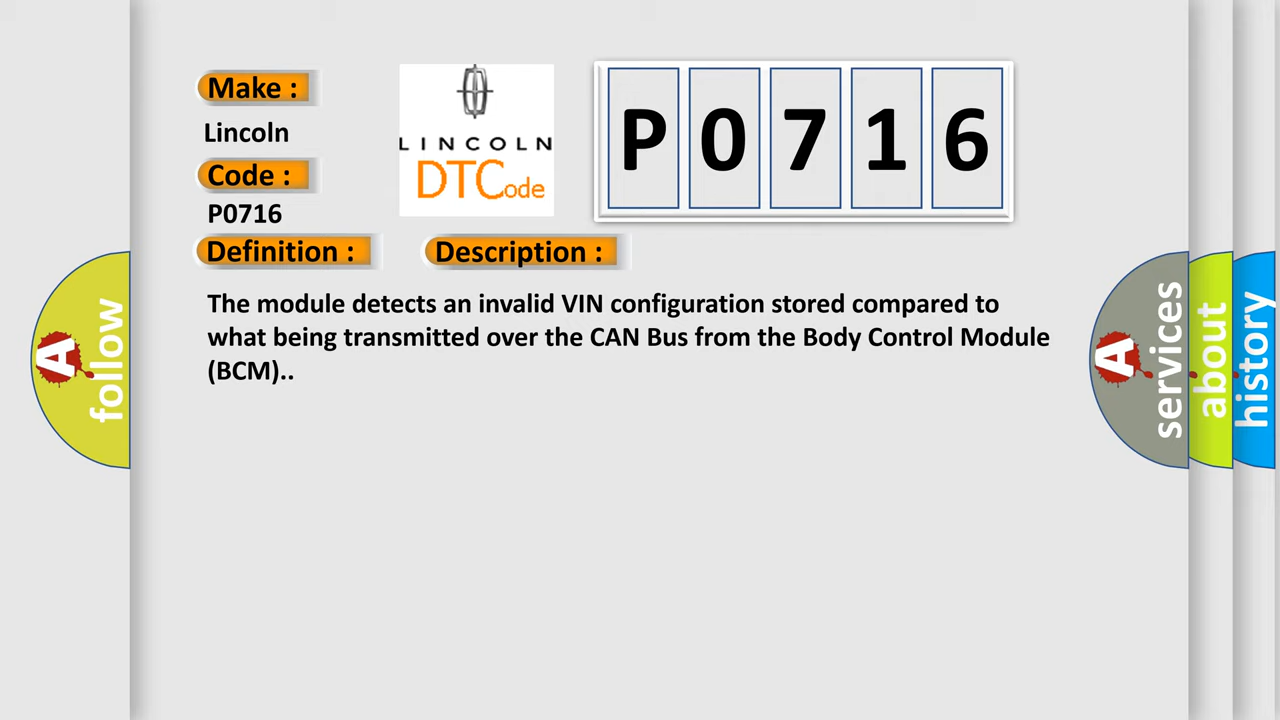 Make :
Lincoln
Code :
P0716
Definition :
Description :
LINCOLN
DTCode
P0716
The module detects an invalid VIN configuration stored compared to
what being transmitted over the CAN Bus from the Body Control Module
(BCM)..
A
follow
A
services
about
history